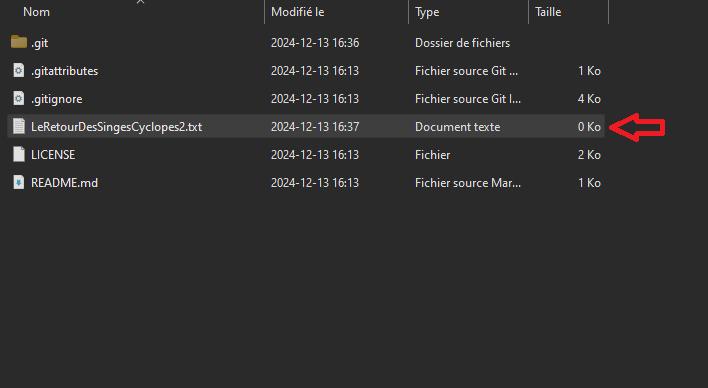 Nom Modifié le Type Taille
.git 2024-12-13 16:36 Dossier de fichiers
.gitattributes 2024-12-13 16:13 Fichier source Git ... 1 Ko
.gitignore 2024-12-13 16:13 Fichier source Git I... 4 Ko
LeRetourDesSingesCyclopes2.txt 2024-12-13 16:37 Document texte 0 Ko
LICENSE 2024-12-13 16:13 Fichier 2 Ko
README.md 2024-12-13 16:13 Fichier source Mar... 1 Ko